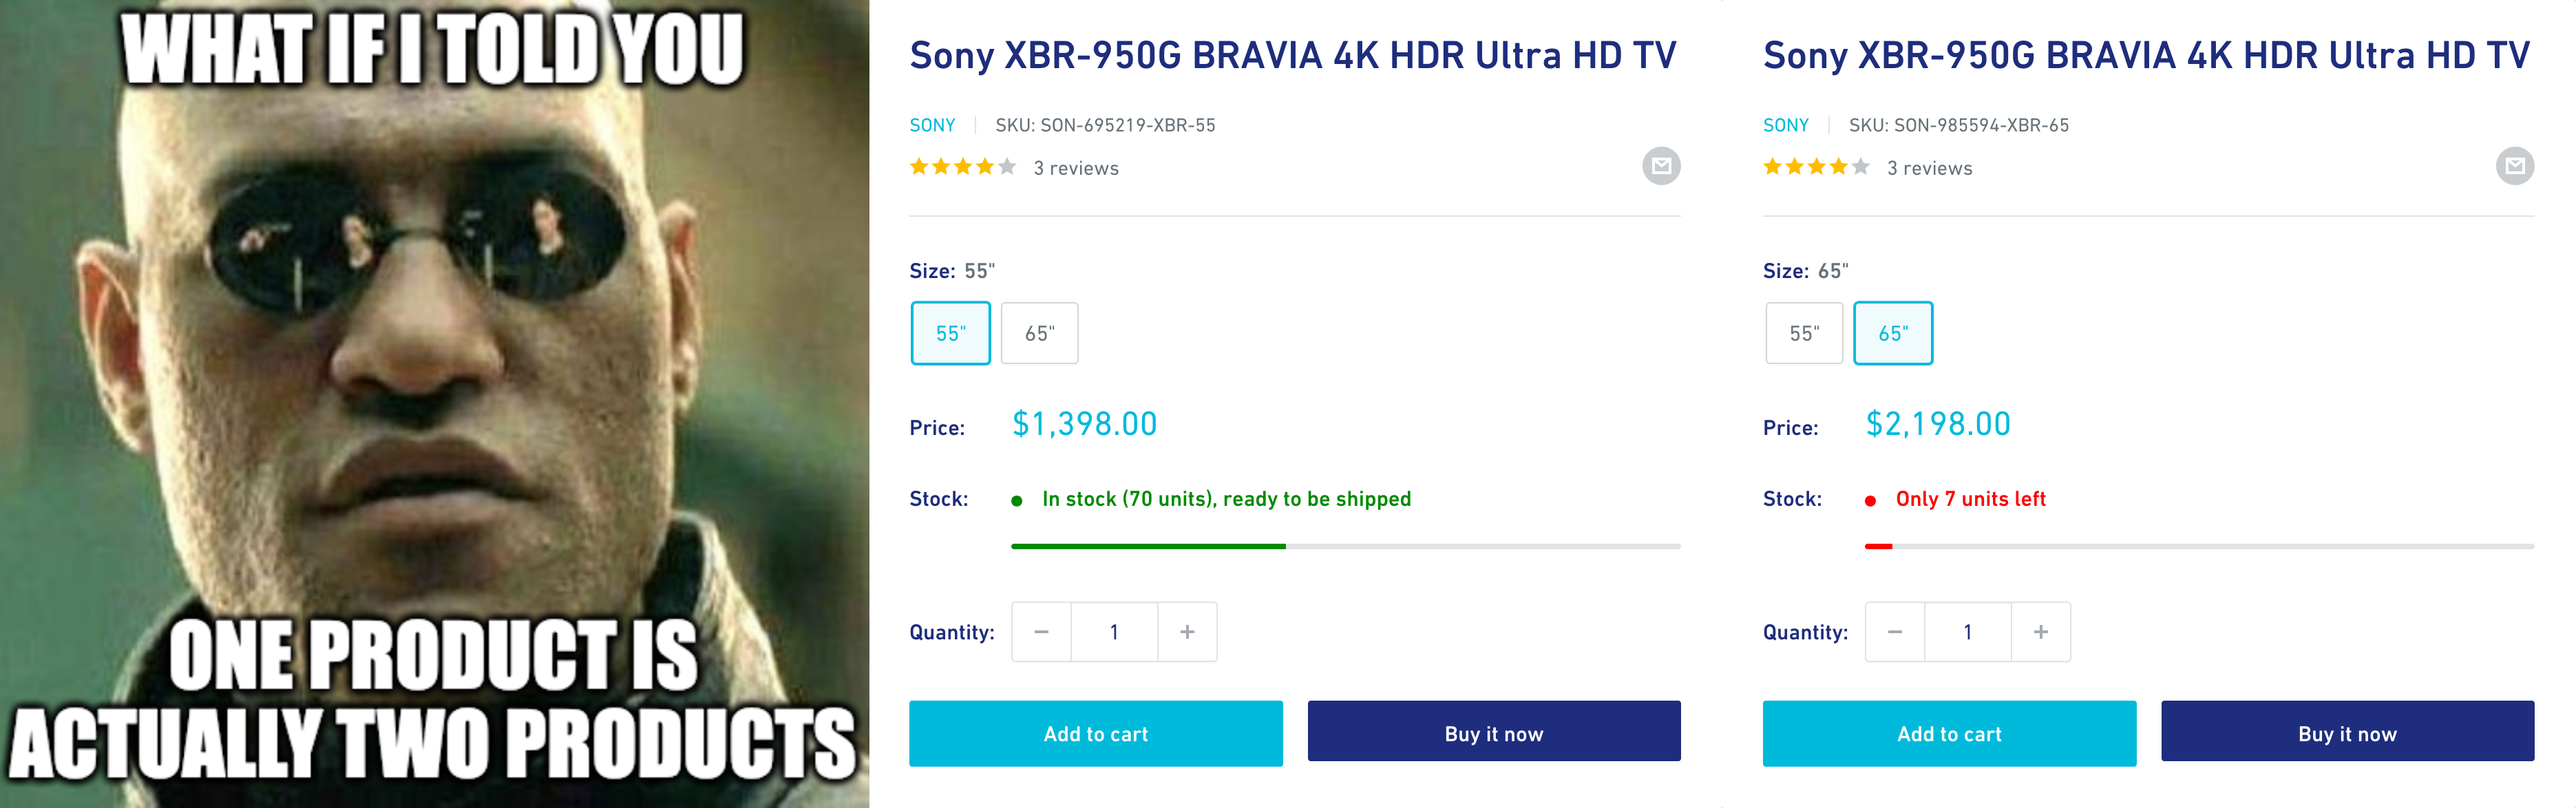 WHAT IF I TOLD YOU
ONE PRODUCT IS
ACTUALLY TWO PRODUCTS
Sony XBR-950G BRAVIA 4K HDR Ultra HD TV
SONY SKU: SON-695219-XBR-55
3 reviews
Size: 55"
55" 65"
Price: $1,398.00
Stock: In stock (70 units), ready to be shipped
Quantity: − 1 +
Add to cart Buy it now
Sony XBR-950G BRAVIA 4K HDR Ultra HD TV
SONY SKU: SON-985594-XBR-65
3 reviews
Size: 65"
55" 65"
Price: $2,198.00
Stock: Only 7 units left
Quantity: − 1 +
Add to cart Buy it now